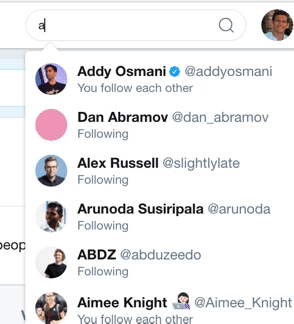 a
Addy Osmani @addyosmani
You follow each other
Dan Abramov @dan_abramov
Following
Alex Russell @slightlylate
Following
Arunoda Susiripala @arunoda
Following
peop
ABDZ @abduzeedo
Following
Aimee Knight 👩🏻‍💻 @Aimee_Knight
You follow each other